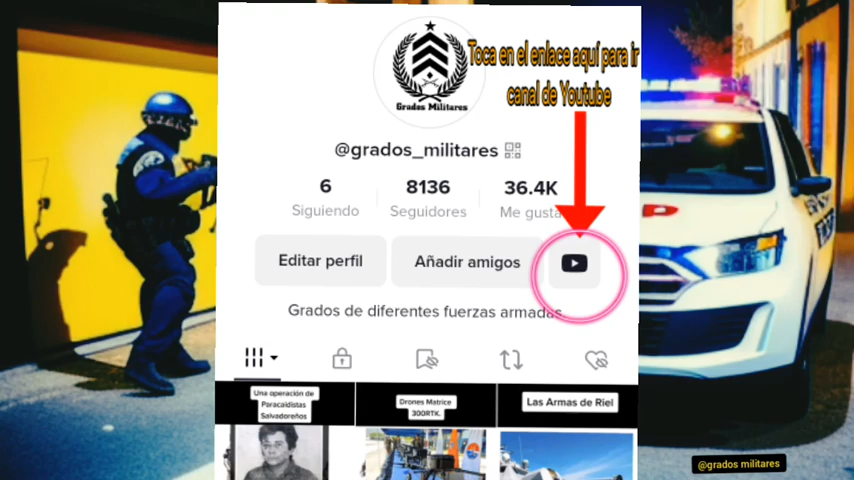 Grados Militares
Toca en el enlace aquí para ir
canal de Youtube
@grados_militares
6
8136
36.4K
Siguiendo
Seguidores
Me gusta
Editar perfil
Añadir amigos
Grados de diferentes fuerzas armadas.
Una operación de
Paracaidistas
Salvadoreños
Drones Matrice
300RTK.
Las Armas de Riel
@grados militares